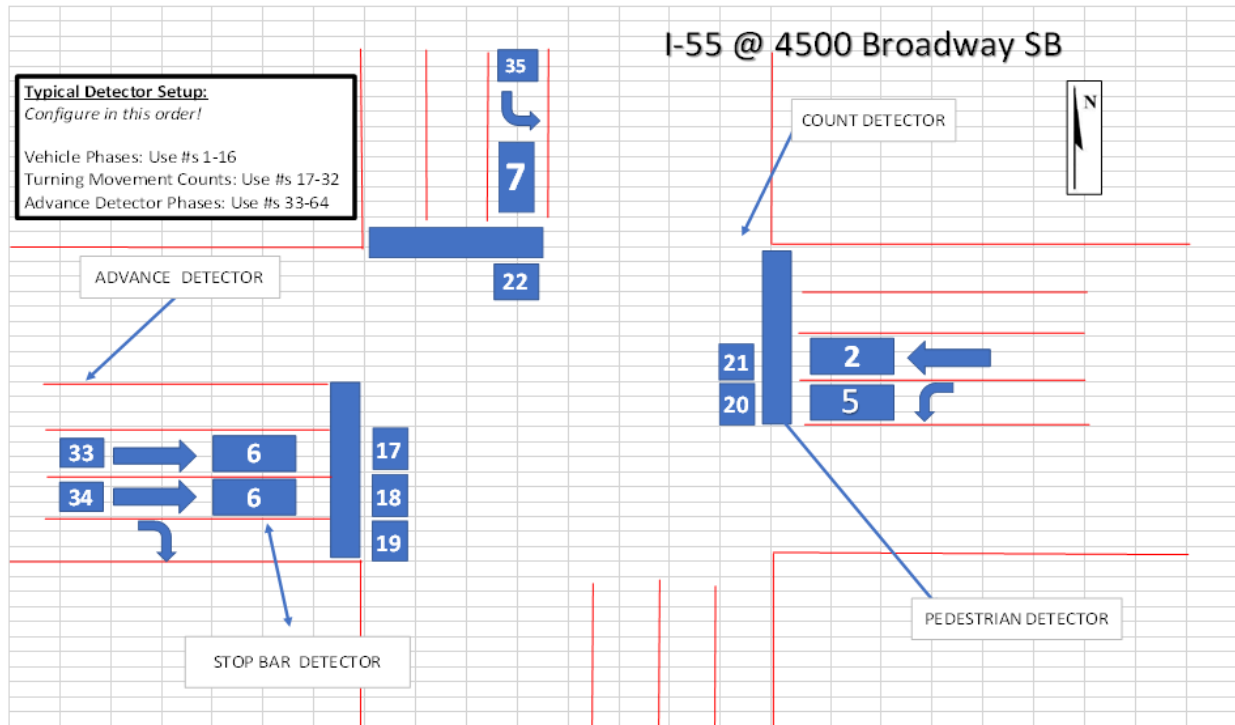 I-55 @ 4500 Broadway SB
35
Typical Detector Setup:
Configure in this order!
Vehicle Phases: Use #s 1-16
Turning Movement Counts: Use #s 17-32
Advance Detector Phases: Use #s 33-64
N
COUNT DETECTOR
7
22
ADVANCE DETECTOR
21
2
20
5
33
6
17
34
6
18
19
PEDESTRIAN DETECTOR
STOP BAR DETECTOR